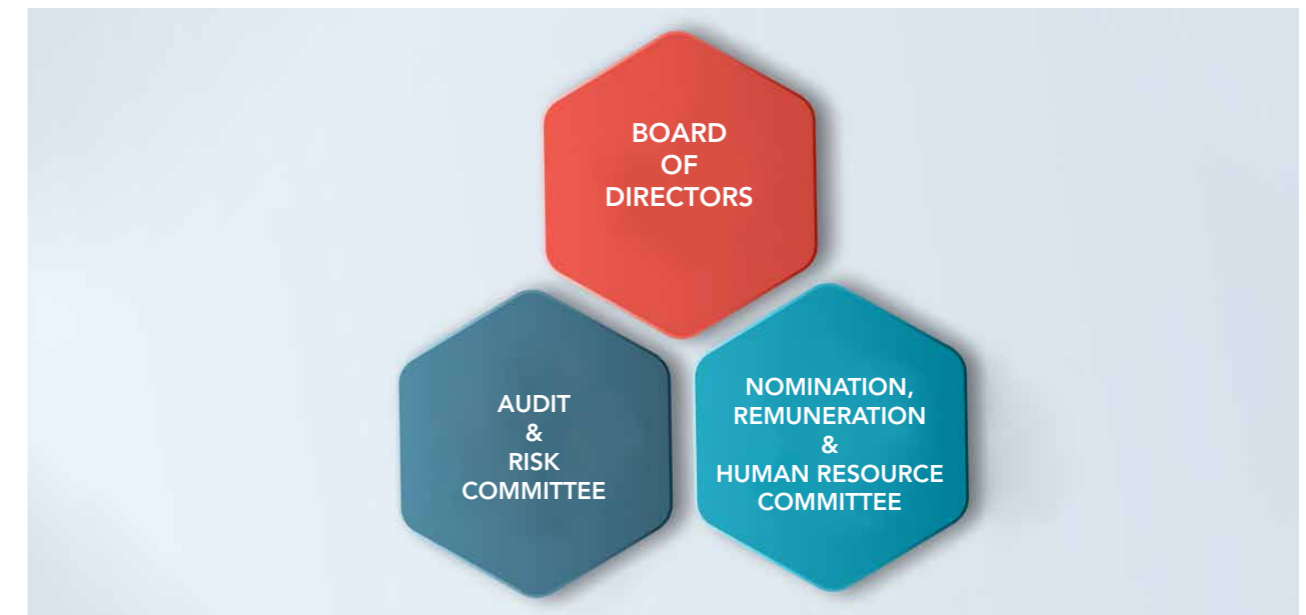 BOARD
OF
DIRECTORS
AUDIT
&
RISK
COMMITTEE
NOMINATION,
REMUNERATION
&
HUMAN RESOURCE
COMMITTEE